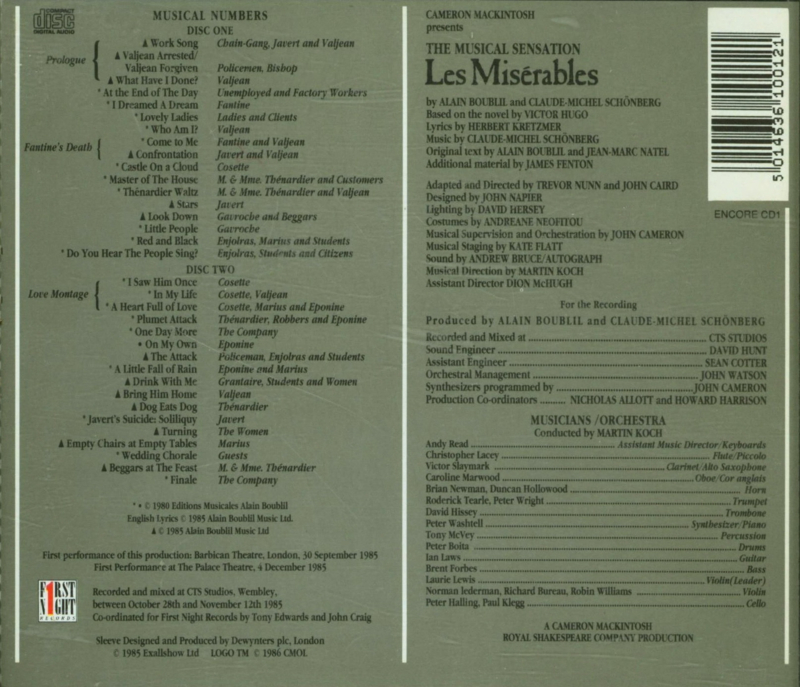 COMPACT
disc
DIGITAL AUDIO
MUSICAL NUMBERS
DISC ONE
Prologue
▲ Work Song Chain-Gang, Javert and Valjean
▲ Valjean Arrested/
Valjean Forgiven Policemen, Bishop
▲ What Have I Done? Valjean
* At the End of The Day Unemployed and Factory Workers
* I Dreamed A Dream Fantine
* Lovely Ladies Ladies and Clients
* Who Am I? Valjean
Fantine's Death
* Come to Me Fantine and Valjean
▲ Confrontation Javert and Valjean
* Castle On a Cloud Cosette
* Master of The House M. & Mme. Thénardier and Customers
* Thénardier Waltz M. & Mme. Thénardier and Valjean
▲ Stars Javert
▲ Look Down Gavroche and Beggars
* Little People Gavroche
* Red and Black Enjolras, Marius and Students
* Do You Hear The People Sing? Enjolras, Students and Citizens
DISC TWO
Love Montage
* I Saw Him Once Cosette
* In My Life Cosette, Valjean
* A Heart Full of Love Cosette, Marius and Eponine
* Plumet Attack Thénardier, Robbers and Eponine
* One Day More The Company
• On My Own Eponine
▲ The Attack Policeman, Enjolras and Students
* A Little Fall of Rain Eponine and Marius
▲ Drink With Me Grantaire, Students and Women
▲ Bring Him Home Valjean
▲ Dog Eats Dog Thénardier
* Javert's Suicide: Soliliquy Javert
▲ Turning The Women
▲ Empty Chairs at Empty Tables Marius
* Wedding Chorale Guests
▲ Beggars at The Feast M. & Mme. Thénardier
* Finale The Company
* • © 1980 Editions Musicales Alain Boublil
English Lyrics © 1985 Alain Boublil Music Ltd.
▲ © 1985 Alain Boublil Music Ltd
First performance of this production: Barbican Theatre, London, 30 September 1985
First Performance at The Palace Theatre, 4 December 1985
F1RST
NIGHT
RECORDS
Recorded and mixed at CTS Studios, Wembley,
between October 28th and November 12th 1985
Co-ordinated for First Night Records by Tony Edwards and John Craig
Sleeve Designed and Produced by Dewynters plc, London
© 1985 Exallshow Ltd LOGO TM © 1986 CMOL
CAMERON MACKINTOSH
presents
THE MUSICAL SENSATION
Les Misérables
by ALAIN BOUBLIL and CLAUDE-MICHEL SCHÖNBERG
Based on the novel by VICTOR HUGO
Lyrics by HERBERT KRETZMER
Music by CLAUDE-MICHEL SCHÖNBERG
Original text by ALAIN BOUBLIL and JEAN-MARC NATEL
Additional material by JAMES FENTON
Adapted and Directed by TREVOR NUNN and JOHN CAIRD
Designed by JOHN NAPIER
Lighting by DAVID HERSEY
Costumes by ANDREANE NEOFITOU
Musical Supervision and Orchestration by JOHN CAMERON
Musical Staging by KATE FLATT
Sound by ANDREW BRUCE/AUTOGRAPH
Musical Direction by MARTIN KOCH
Assistant Director DION McHUGH
5 014636 100121
ENCORE CD1
For the Recording
Produced by ALAIN BOUBLIL and CLAUDE-MICHEL SCHÖNBERG
Recorded and Mixed at CTS STUDIOS
Sound Engineer DAVID HUNT
Assistant Engineer SEAN COTTER
Orchestral Management JOHN WATSON
Synthesizers programmed by JOHN CAMERON
Production Co-ordinators NICHOLAS ALLOTT and HOWARD HARRISON
MUSICIANS/ORCHESTRA
Conducted by MARTIN KOCH
Andy Read Assistant Music Director/Keyboards
Christopher Lacey Flute/Piccolo
Victor Slaymark Clarinet/Alto Saxophone
Caroline Marwood Oboe/Cor anglais
Brian Newman, Duncan Hollowood Horn
Roderick Tearle, Peter Wright Trumpet
David Hissey Trombone
Peter Washtell Synthesizer/Piano
Tony McVey Percussion
Peter Boita Drums
Ian Laws Guitar
Brent Forbes Bass
Laurie Lewis Violin(Leader)
Norman lederman, Richard Bureau, Robin Williams Violin
Peter Halling, Paul Klegg Cello
A CAMERON MACKINTOSH
ROYAL SHAKESPEARE COMPANY PRODUCTION